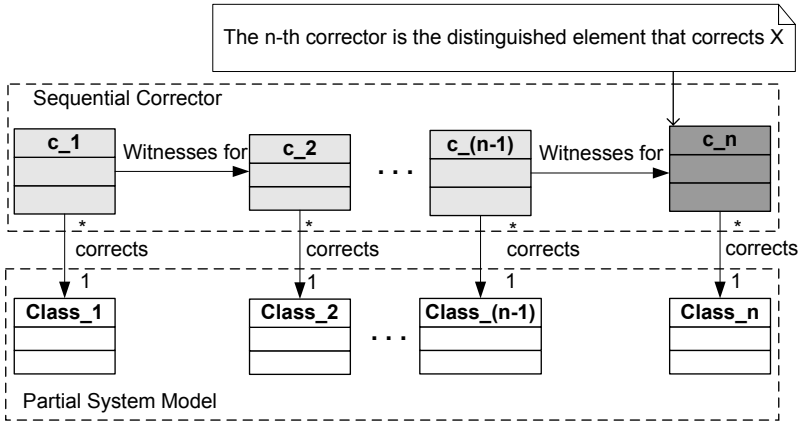 The n-th corrector is the distinguished element that corrects X
Sequential Corrector
c_1
Witnesses for
c_2
. . .
c_(n-1)
Witnesses for
c_n
* * * *
corrects corrects corrects corrects
1 1 1 1
Class_1 Class_2 . . . Class_(n-1) Class_n
Partial System Model